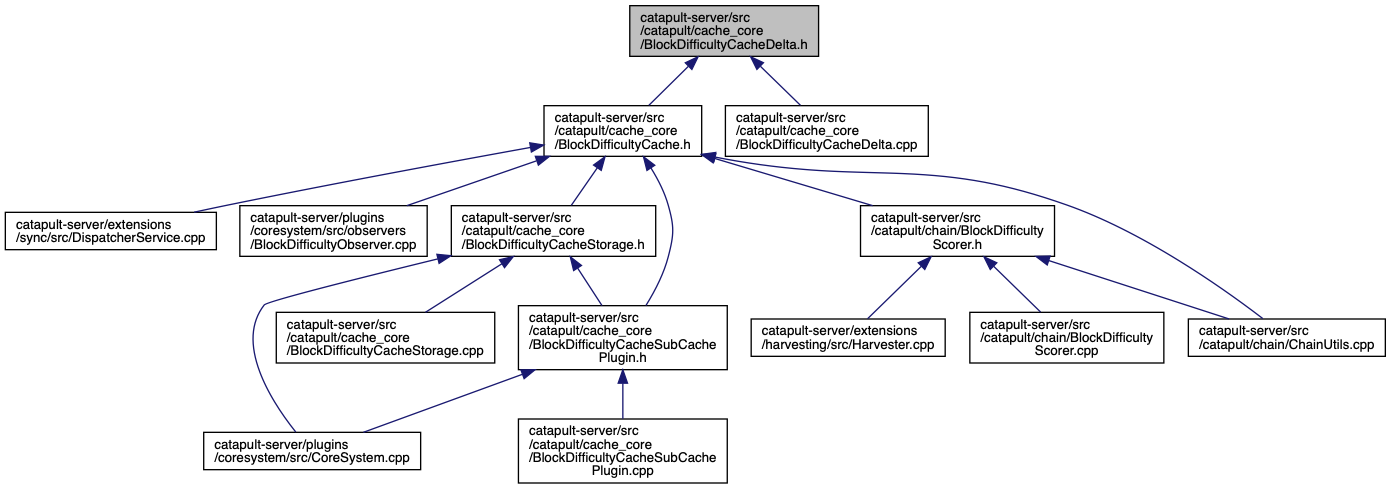 catapult-server/src
/catapult/cache_core
/BlockDifficultyCacheDelta.h
catapult-server/src
/catapult/cache_core
/BlockDifficultyCache.h
catapult-server/src
/catapult/cache_core
/BlockDifficultyCacheDelta.cpp
catapult-server/extensions
/sync/src/DispatcherService.cpp
catapult-server/plugins
/coresystem/src/observers
/BlockDifficultyObserver.cpp
catapult-server/src
/catapult/cache_core
/BlockDifficultyCacheStorage.h
catapult-server/src
/catapult/chain/BlockDifficulty
Scorer.h
catapult-server/src
/catapult/cache_core
/BlockDifficultyCacheStorage.cpp
catapult-server/src
/catapult/cache_core
/BlockDifficultyCacheSubCache
Plugin.h
catapult-server/extensions
/harvesting/src/Harvester.cpp
catapult-server/src
/catapult/chain/BlockDifficulty
Scorer.cpp
catapult-server/src
/catapult/chain/ChainUtils.cpp
catapult-server/plugins
/coresystem/src/CoreSystem.cpp
catapult-server/src
/catapult/cache_core
/BlockDifficultyCacheSubCache
Plugin.cpp